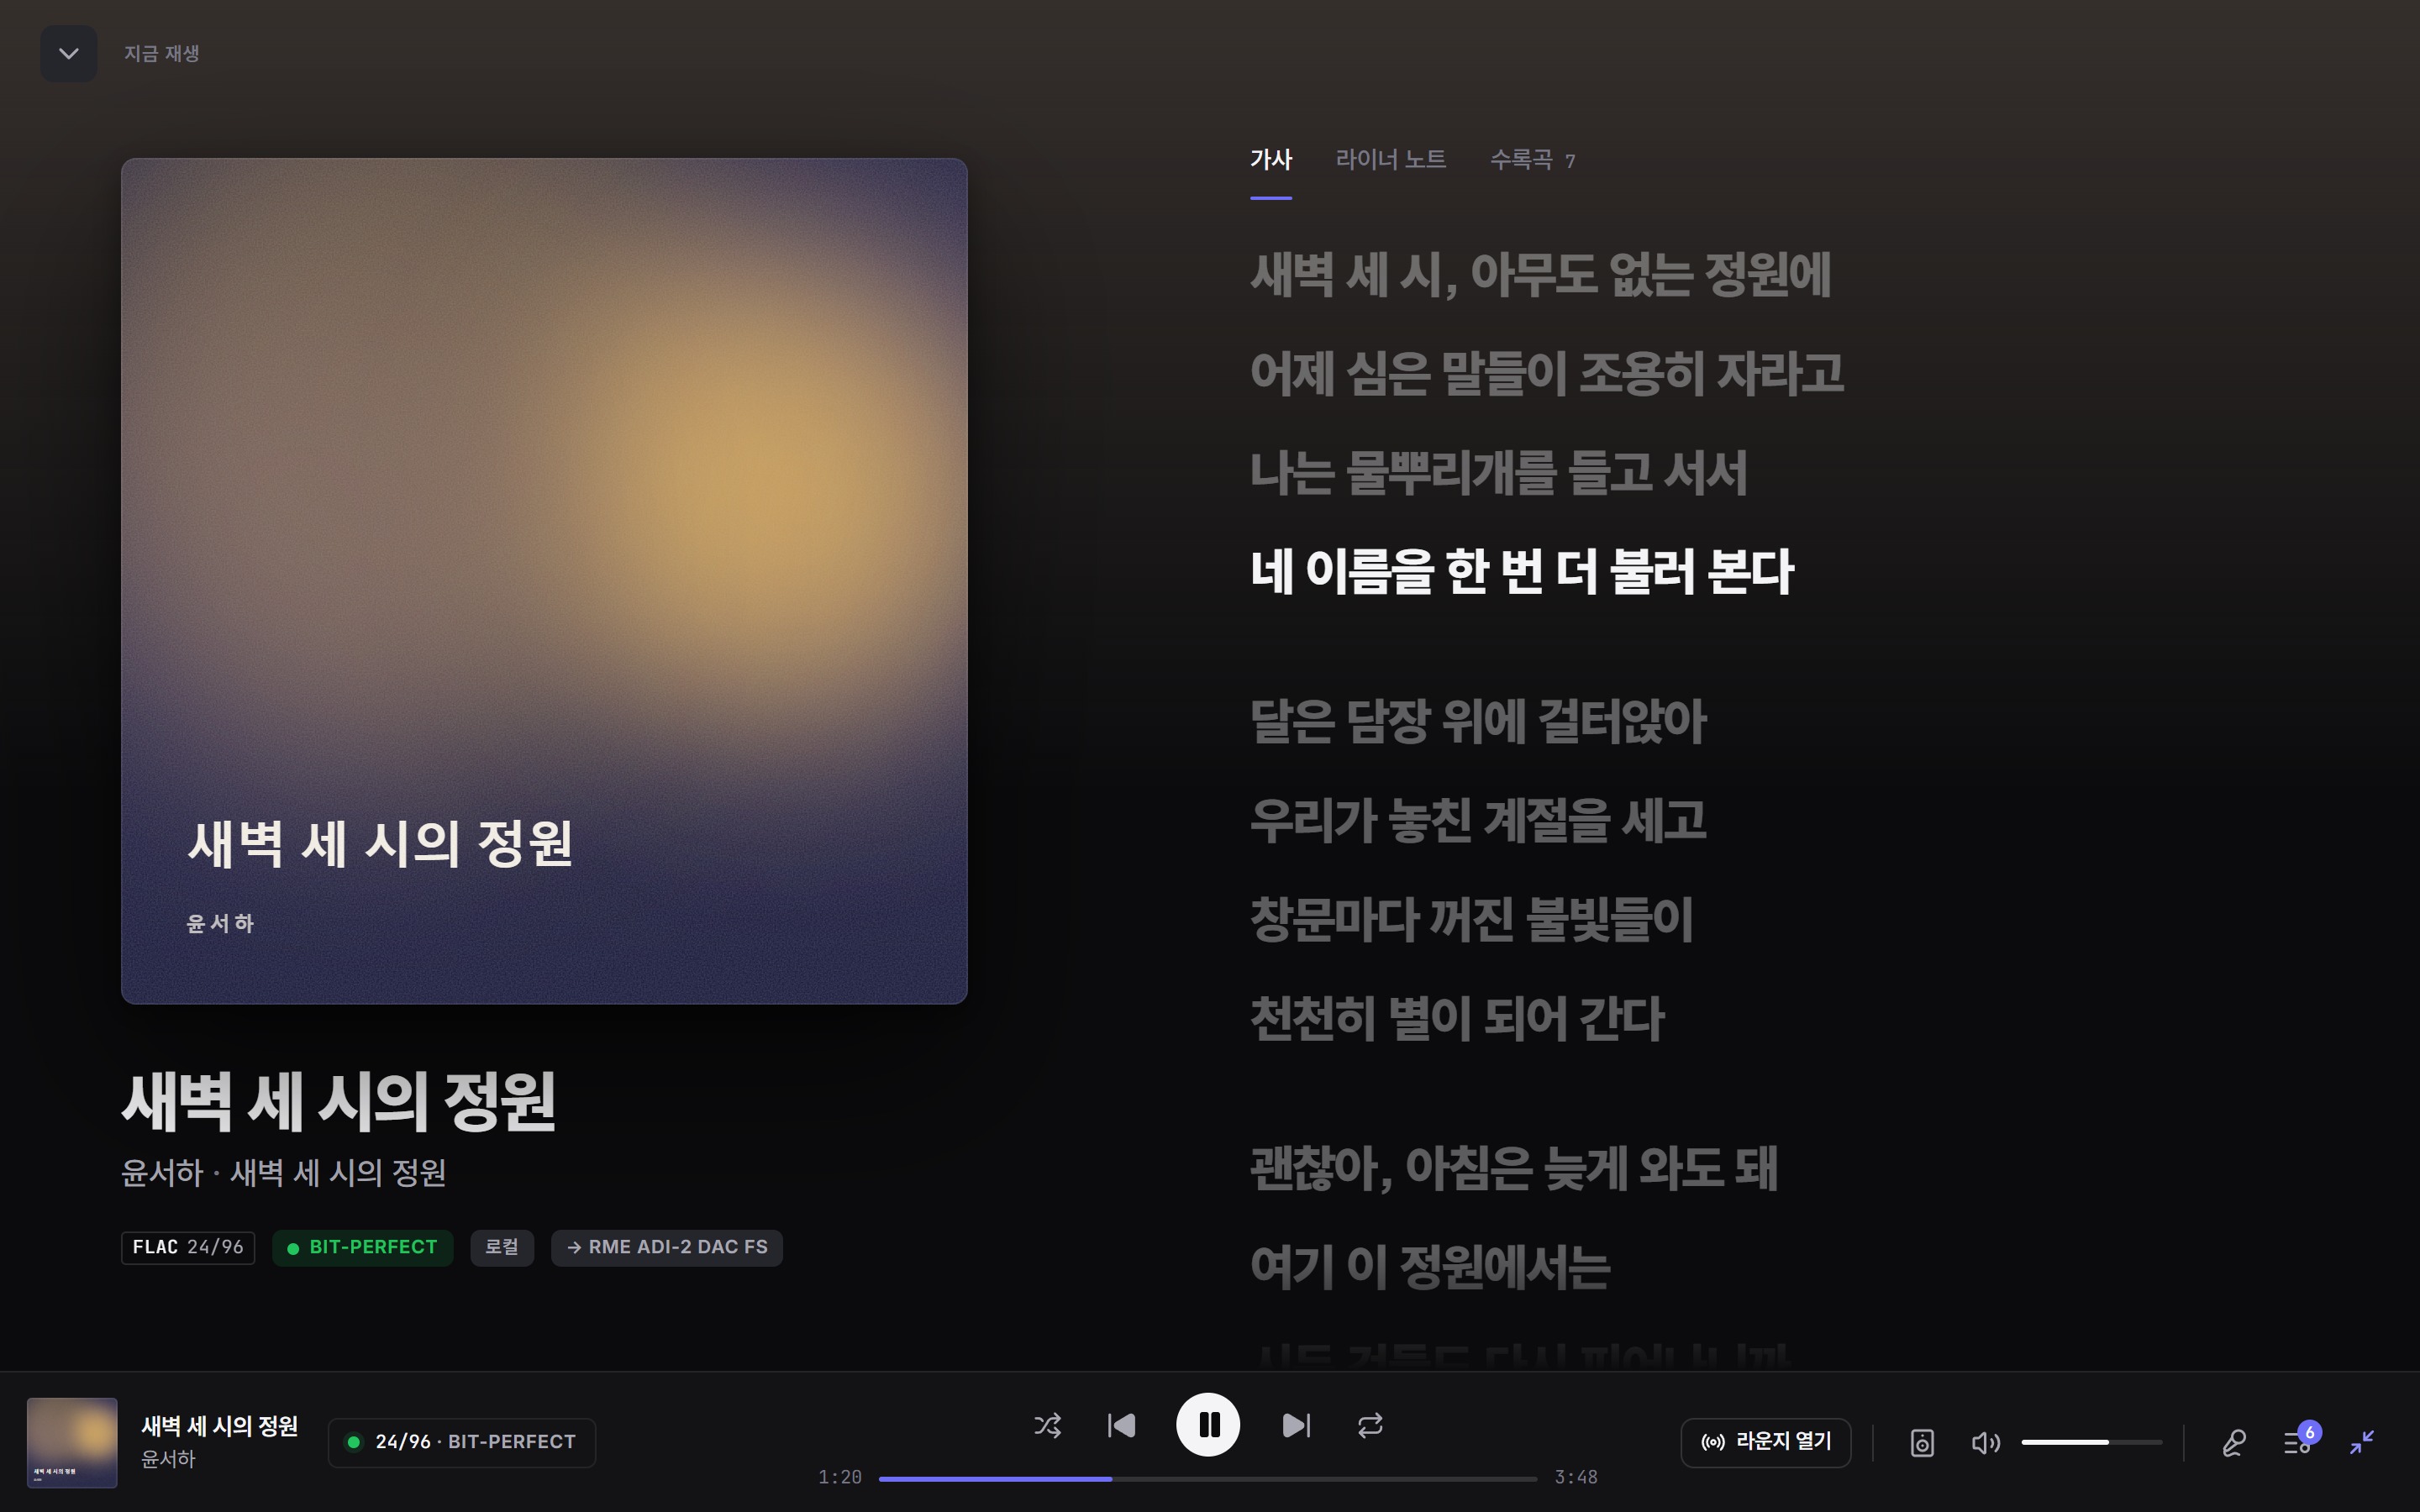 지금 재생
새벽 세 시의 정원
윤서하
새벽 세 시의 정원
윤서하 · 새벽 세 시의 정원
FLAC 24/96
BIT-PERFECT
로컬
→ RME ADI-2 DAC FS
가사
라이너 노트
수록곡 7
새벽 세 시, 아무도 없는 정원에
어제 심은 말들이 조용히 자라고
나는 물뿌리개를 들고 서서
네 이름을 한 번 더 불러 본다
달은 담장 위에 걸터앉아
우리가 놓친 계절을 세고
창문마다 꺼진 불빛들이
천천히 별이 되어 간다
괜찮아, 아침은 늦게 와도 돼
여기 이 정원에서는
새벽 세 시의 정원
새벽 세 시의 정원
윤서하
24/96 · BIT-PERFECT
1:20
3:48
라운지 열기
6